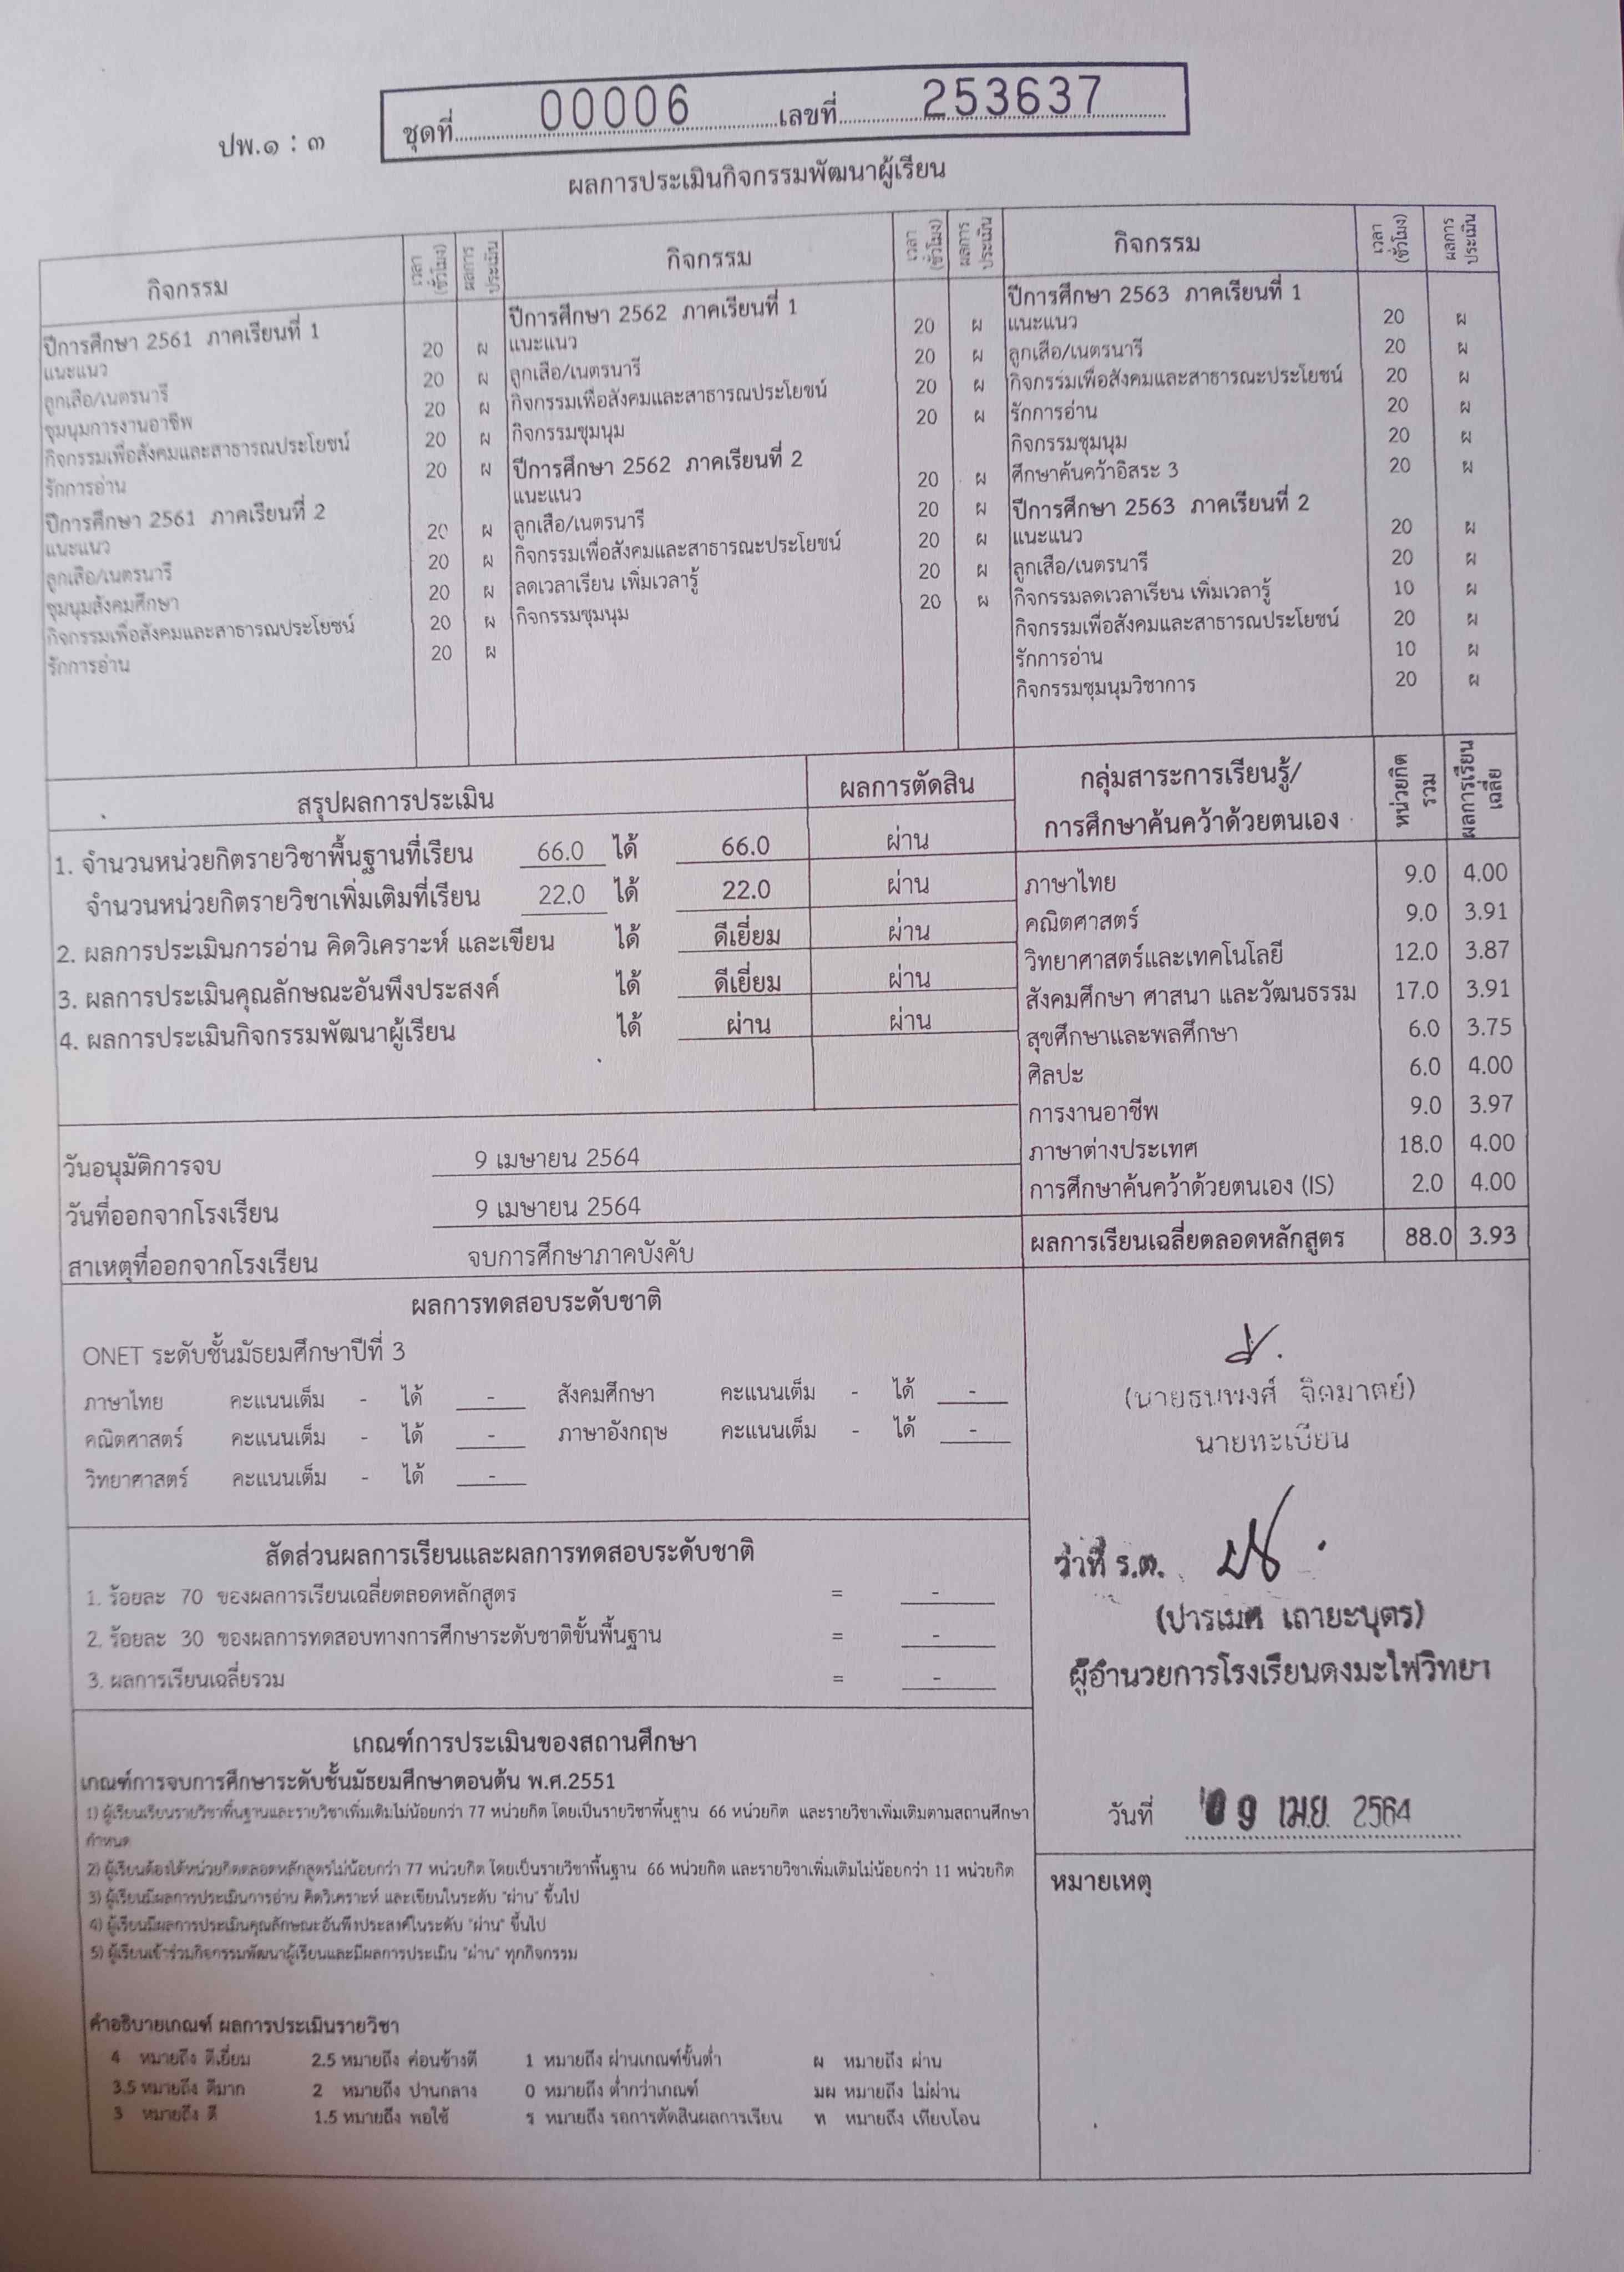 ปพ.๑ : ๓
ชุดที่ 00006 เลขที่ 253637
ผลการประเมินกิจกรรมพัฒนาผู้เรียน
กิจกรรม เวลา (ชั่วโมง) ผลการประเมิน
ปีการศึกษา 2561 ภาคเรียนที่ 1
แนะแนว 20 ผ
ลูกเสือ/เนตรนารี 20 ผ
ชุมนุมการงานอาชีพ 20 ผ
กิจกรรมเพื่อสังคมและสาธารณประโยชน์ 20 ผ
รักการอ่าน 20 ผ
ปีการศึกษา 2561 ภาคเรียนที่ 2
แนะแนว 20 ผ
ลูกเสือ/เนตรนารี 20 ผ
ชุมนุมสังคมศึกษา 20 ผ
กิจกรรมเพื่อสังคมและสาธารณประโยชน์ 20 ผ
รักการอ่าน 20 ผ
กิจกรรม เวลา (ชั่วโมง) ผลการประเมิน
ปีการศึกษา 2562 ภาคเรียนที่ 1
แนะแนว 20 ผ
ลูกเสือ/เนตรนารี 20 ผ
กิจกรรมเพื่อสังคมและสาธารณประโยชน์ 20 ผ
กิจกรรมชุมนุม 20 ผ
ปีการศึกษา 2562 ภาคเรียนที่ 2
แนะแนว 20 ผ
ลูกเสือ/เนตรนารี 20 ผ
กิจกรรมเพื่อสังคมและสาธารณะประโยชน์ 20 ผ
ลดเวลาเรียน เพิ่มเวลารู้ 20 ผ
กิจกรรมชุมนุม 20 ผ
กิจกรรม เวลา (ชั่วโมง) ผลการประเมิน
ปีการศึกษา 2563 ภาคเรียนที่ 1
แนะแนว 20 ผ
ลูกเสือ/เนตรนารี 20 ผ
กิจกรรมเพื่อสังคมและสาธารณะประโยชน์ 20 ผ
รักการอ่าน 20 ผ
กิจกรรมชุมนุม 20 ผ
ศึกษาค้นคว้าอิสระ 3 20 ผ
ปีการศึกษา 2563 ภาคเรียนที่ 2
แนะแนว 20 ผ
ลูกเสือ/เนตรนารี 20 ผ
กิจกรรมลดเวลาเรียน เพิ่มเวลารู้ 10 ผ
กิจกรรมเพื่อสังคมและสาธารณประโยชน์ 20 ผ
รักการอ่าน 10 ผ
กิจกรรมชุมนุมวิชาการ 20 ผ
สรุปผลการประเมิน ผลการตัดสิน
1. จำนวนหน่วยกิตรายวิชาพื้นฐานที่เรียน 66.0 ได้ 66.0 ผ่าน
จำนวนหน่วยกิตรายวิชาเพิ่มเติมที่เรียน 22.0 ได้ 22.0 ผ่าน
2. ผลการประเมินการอ่าน คิดวิเคราะห์ และเขียน ได้ ดีเยี่ยม ผ่าน
3. ผลการประเมินคุณลักษณะอันพึงประสงค์ ได้ ดีเยี่ยม ผ่าน
4. ผลการประเมินกิจกรรมพัฒนาผู้เรียน ได้ ผ่าน ผ่าน
วันอนุมัติการจบ 9 เมษายน 2564
วันที่ออกจากโรงเรียน 9 เมษายน 2564
สาเหตุที่ออกจากโรงเรียน จบการศึกษาภาคบังคับ
กลุ่มสาระการเรียนรู้/ หน่วยกิตรวม ผลการเรียนเฉลี่ย
การศึกษาค้นคว้าด้วยตนเอง
ภาษาไทย 9.0 4.00
คณิตศาสตร์ 9.0 3.91
วิทยาศาสตร์และเทคโนโลยี 12.0 3.87
สังคมศึกษา ศาสนา และวัฒนธรรม 17.0 3.91
สุขศึกษาและพลศึกษา 6.0 3.75
ศิลปะ 6.0 4.00
การงานอาชีพ 9.0 3.97
ภาษาต่างประเทศ 18.0 4.00
การศึกษาค้นคว้าด้วยตนเอง (IS) 2.0 4.00
ผลการเรียนเฉลี่ยตลอดหลักสูตร 88.0 3.93
ผลการทดสอบระดับชาติ
ONET ระดับชั้นมัธยมศึกษาปีที่ 3
ภาษาไทย คะแนนเต็ม - ได้ - สังคมศึกษา คะแนนเต็ม - ได้ -
คณิตศาสตร์ คะแนนเต็ม - ได้ - ภาษาอังกฤษ คะแนนเต็ม - ได้ -
วิทยาศาสตร์ คะแนนเต็ม - ได้ -
สัดส่วนผลการเรียนและผลการทดสอบระดับชาติ
1. ร้อยละ 70 ของผลการเรียนเฉลี่ยตลอดหลักสูตร = -
2. ร้อยละ 30 ของผลการทดสอบทางการศึกษาระดับชาติขั้นพื้นฐาน = -
3. ผลการเรียนเฉลี่ยรวม = -
เกณฑ์การประเมินของสถานศึกษา
เกณฑ์การจบการศึกษาระดับชั้นมัธยมศึกษาตอนต้น พ.ศ.2551
1) ผู้เรียนเรียนรายวิชาพื้นฐานและรายวิชาเพิ่มเติมไม่น้อยกว่า 77 หน่วยกิต โดยเป็นรายวิชาพื้นฐาน 66 หน่วยกิต และรายวิชาเพิ่มเติมตามสถานศึกษา
กำหนด
2) ผู้เรียนต้องได้หน่วยกิตตลอดหลักสูตรไม่น้อยกว่า 77 หน่วยกิต โดยเป็นรายวิชาพื้นฐาน 66 หน่วยกิต และรายวิชาเพิ่มเติมไม่น้อยกว่า 11 หน่วยกิต
3) ผู้เรียนมีผลการประเมินการอ่าน คิดวิเคราะห์ และเขียนในระดับ "ผ่าน" ขึ้นไป
4) ผู้เรียนมีผลการประเมินคุณลักษณะอันพึงประสงค์ในระดับ "ผ่าน" ขึ้นไป
5) ผู้เรียนเข้าร่วมกิจกรรมพัฒนาผู้เรียนและมีผลการประเมิน "ผ่าน" ทุกกิจกรรม
คำอธิบายเกณฑ์ ผลการประเมินรายวิชา
4 หมายถึง ดีเยี่ยม 2.5 หมายถึง ค่อนข้างดี 1 หมายถึง ผ่านเกณฑ์ขั้นต่ำ ผ หมายถึง ผ่าน
3.5 หมายถึง ดีมาก 2 หมายถึง ปานกลาง 0 หมายถึง ต่ำกว่าเกณฑ์ มผ หมายถึง ไม่ผ่าน
3 หมายถึง ดี 1.5 หมายถึง พอใช้ ร หมายถึง รอการตัดสินผลการเรียน ท หมายถึง เทียบโอน
(นายธนพงศ์ จิตมาตย์)
นายทะเบียน
ว่าที่ ร.ต.
(ปารเมศ เถายะบุตร)
ผู้อำนวยการโรงเรียนดงมะไฟวิทยา
วันที่ 09 เม.ย. 2564
หมายเหตุ